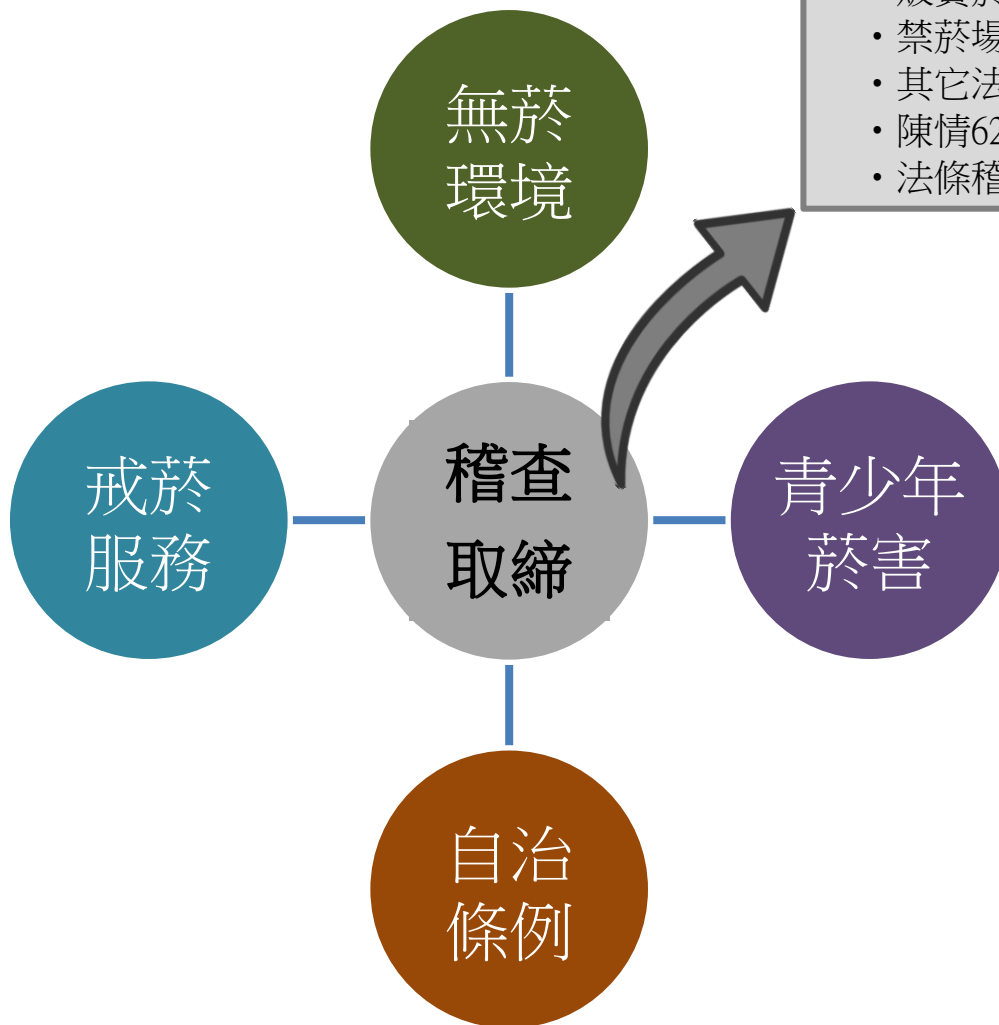 ・禁菸場
・其它法
・陳情62
・法條稽
無菸
環境
戒菸
服務
稽查
取締
青少年
菸害
自治
條例